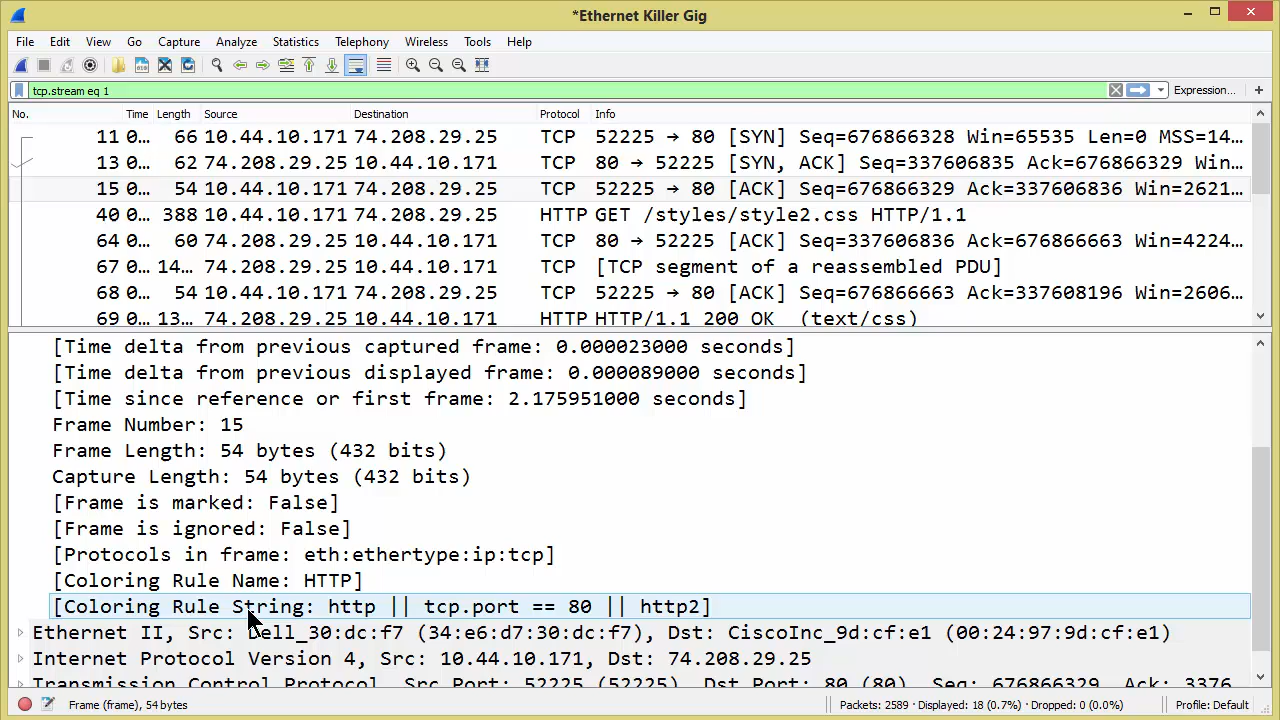 *Ethernet Killer Gig
File Edit View Go Capture Analyze Statistics Telephony Wireless Tools Help
tcp.stream eq 1 Expression... +
No. Time Length Source Destination Protocol Info
11 0... 66 10.44.10.171 74.208.29.25 TCP 52225 → 80 [SYN] Seq=676866328 Win=65535 Len=0 MSS=14...
13 0... 62 74.208.29.25 10.44.10.171 TCP 80 → 52225 [SYN, ACK] Seq=337606835 Ack=676866329 Win...
15 0... 54 10.44.10.171 74.208.29.25 TCP 52225 → 80 [ACK] Seq=676866329 Ack=337606836 Win=2621...
40 0... 388 10.44.10.171 74.208.29.25 HTTP GET /styles/style2.css HTTP/1.1
64 0... 60 74.208.29.25 10.44.10.171 TCP 80 → 52225 [ACK] Seq=337606836 Ack=676866663 Win=4224...
67 0... 14... 74.208.29.25 10.44.10.171 TCP [TCP segment of a reassembled PDU]
68 0... 54 10.44.10.171 74.208.29.25 TCP 52225 → 80 [ACK] Seq=676866663 Ack=337608196 Win=2606...
69 0... 13... 74.208.29.25 10.44.10.171 HTTP HTTP/1.1 200 OK (text/css)
[Time delta from previous captured frame: 0.000023000 seconds]
[Time delta from previous displayed frame: 0.000089000 seconds]
[Time since reference or first frame: 2.175951000 seconds]
Frame Number: 15
Frame Length: 54 bytes (432 bits)
Capture Length: 54 bytes (432 bits)
[Frame is marked: False]
[Frame is ignored: False]
[Protocols in frame: eth:ethertype:ip:tcp]
[Coloring Rule Name: HTTP]
[Coloring Rule String: http || tcp.port == 80 || http2]
Ethernet II, Src: Dell_30:dc:f7 (34:e6:d7:30:dc:f7), Dst: CiscoInc_9d:cf:e1 (00:24:97:9d:cf:e1)
Internet Protocol Version 4, Src: 10.44.10.171, Dst: 74.208.29.25
Transmission Control Protocol, Src Port: 52225 (52225), Dst Port: 80 (80), Seq: 676866329, Ack: 3376
Frame (frame), 54 bytes Packets: 2589 · Displayed: 18 (0.7%) · Dropped: 0 (0.0%) Profile: Default